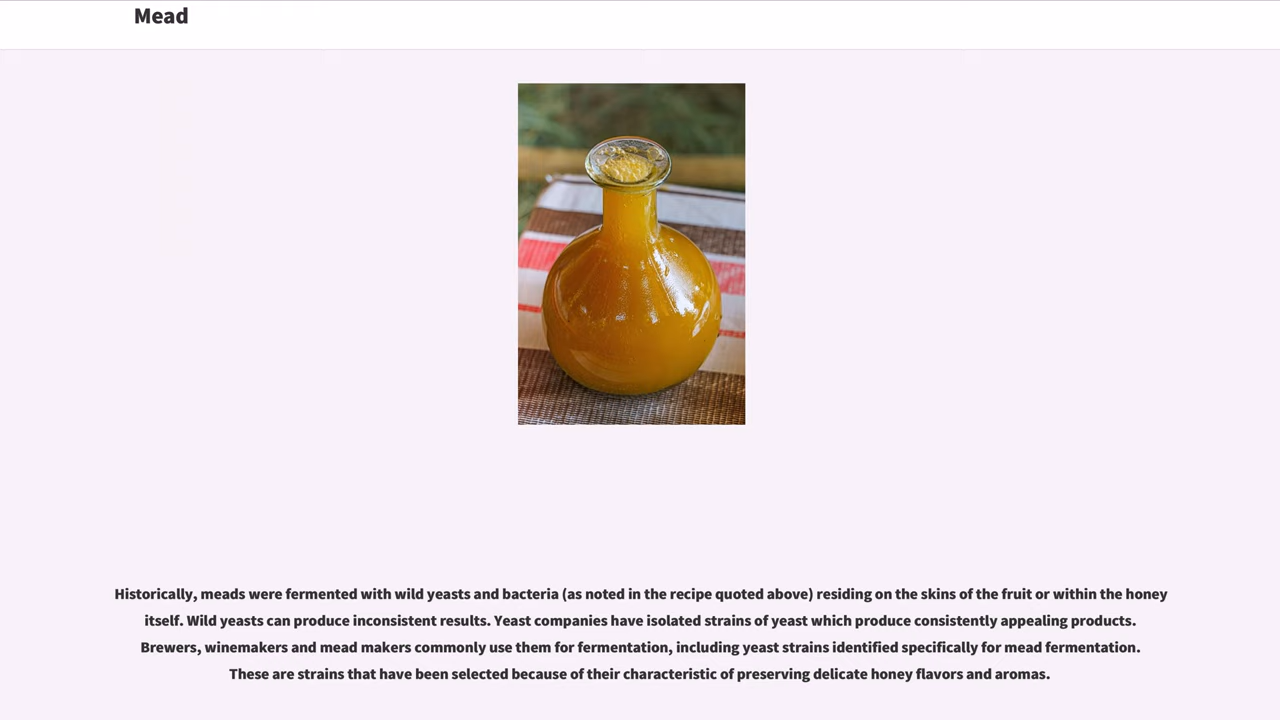 Mead
Historically, meads were fermented with wild yeasts and bacteria (as noted in the recipe quoted above) residing on the skins of the fruit or within the honey
itself. Wild yeasts can produce inconsistent results. Yeast companies have isolated strains of yeast which produce consistently appealing products.
Brewers, winemakers and mead makers commonly use them for fermentation, including yeast strains identified specifically for mead fermentation.
These are strains that have been selected because of their characteristic of preserving delicate honey flavors and aromas.